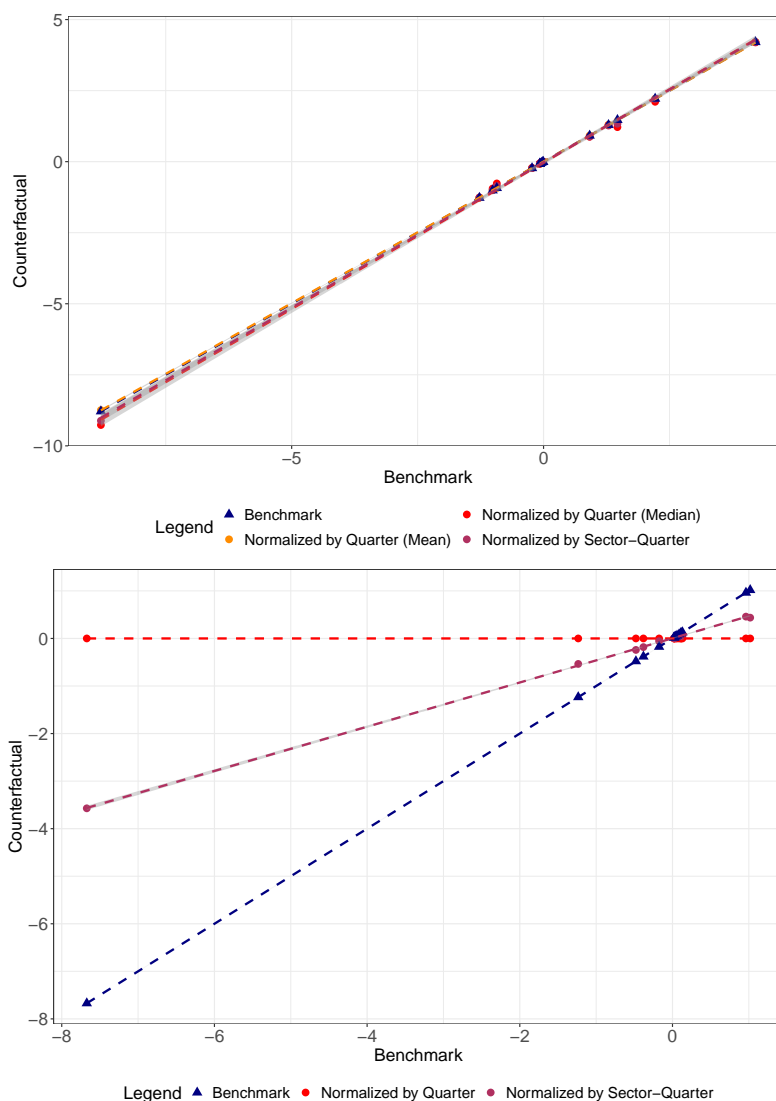 5
0
−5
−10
Counterfactual
−5
0
Benchmark
Legend
Benchmark
Normalized by Quarter (Median)
Normalized by Quarter (Mean)
Normalized by Sector−Quarter
0
−2
−4
−6
−8
Counterfactual
−8
−6
−4
−2
0
Benchmark
Legend
Benchmark
Normalized by Quarter
Normalized by Sector−Quarter